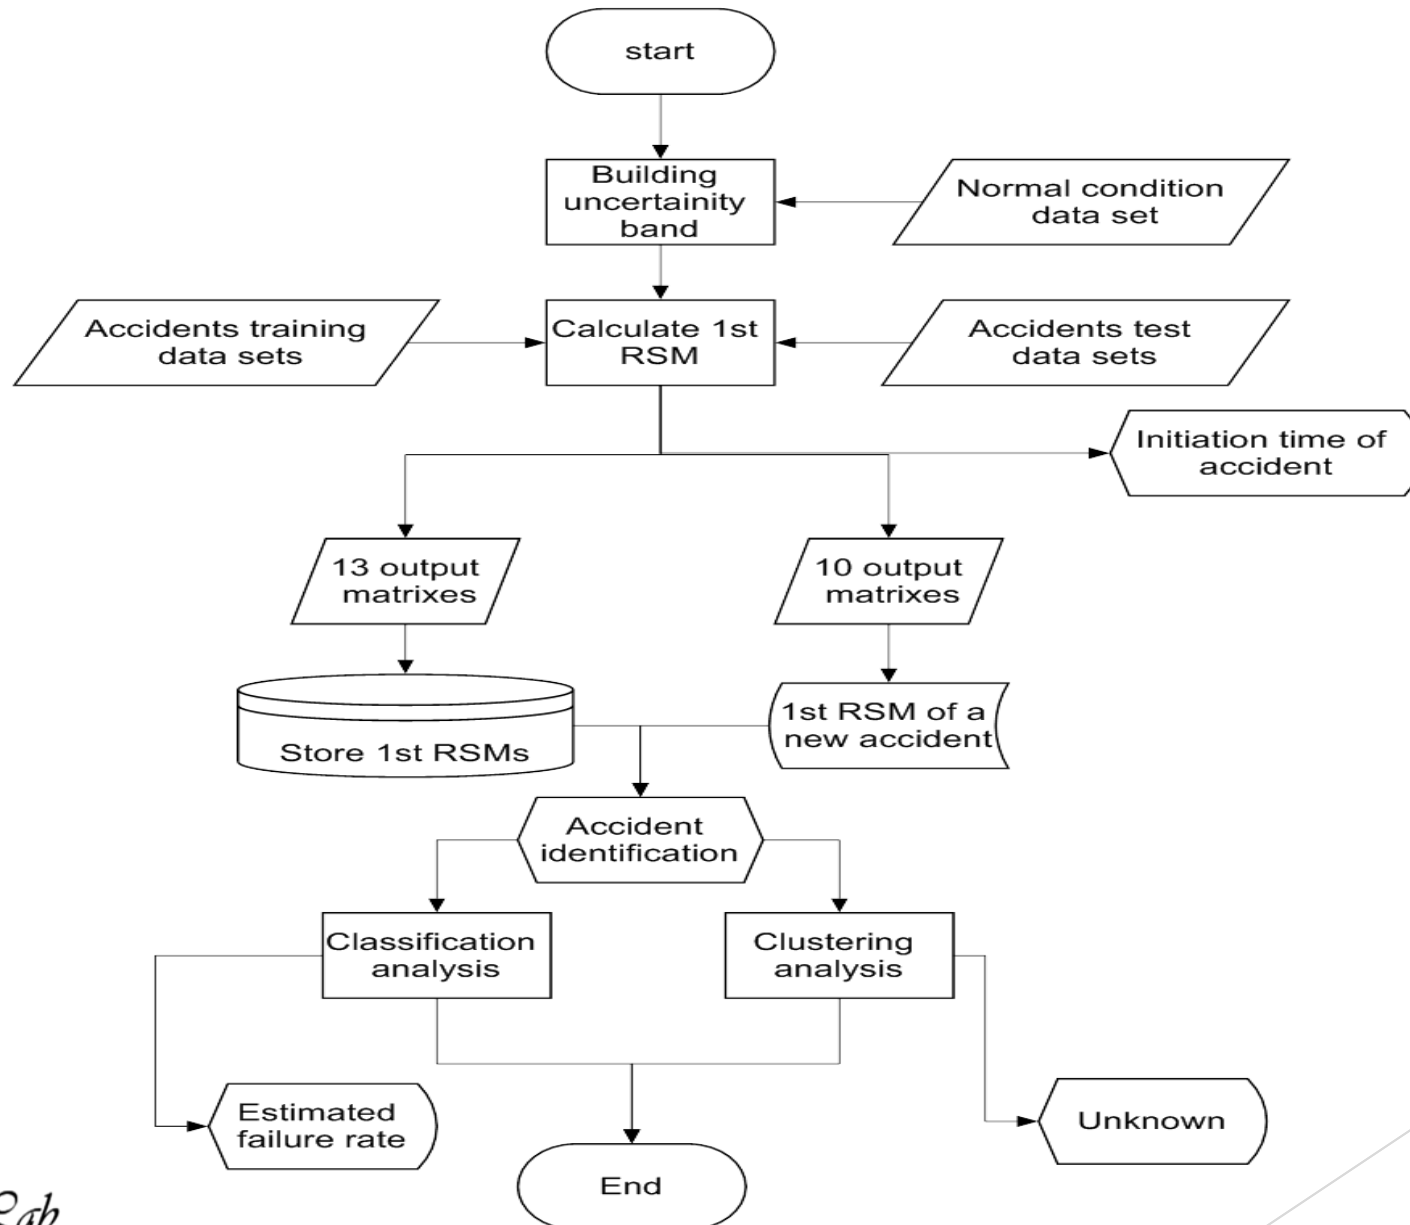 start
Building
uncertainity
band
Normal condition
data set
Accidents training
data sets
Calculate 1st
RSM
Accidents test
data sets
Initiation time of
accident
13 output
matrixes
10 output
matrixes
Store 1st RSMs
1st RSM of a
new accident
Accident
identification
Classification
analysis
Clustering
analysis
Estimated
failure rate
Unknown
End
Lab